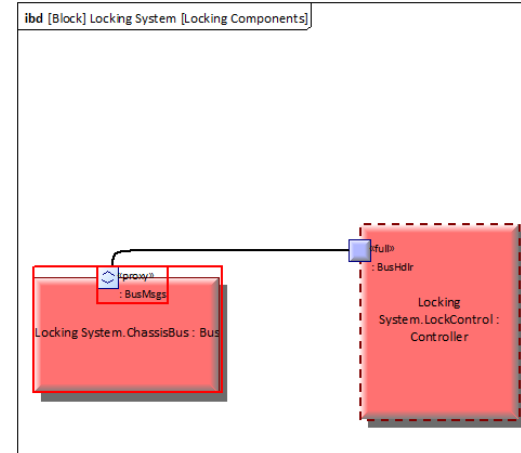 ibd [Block] Locking System [Locking Components]
«full»
: BusHdlr
«proxy»
: BusMsgs
Locking
System.LockControl :
Controller
Locking System.ChassisBus : Bus